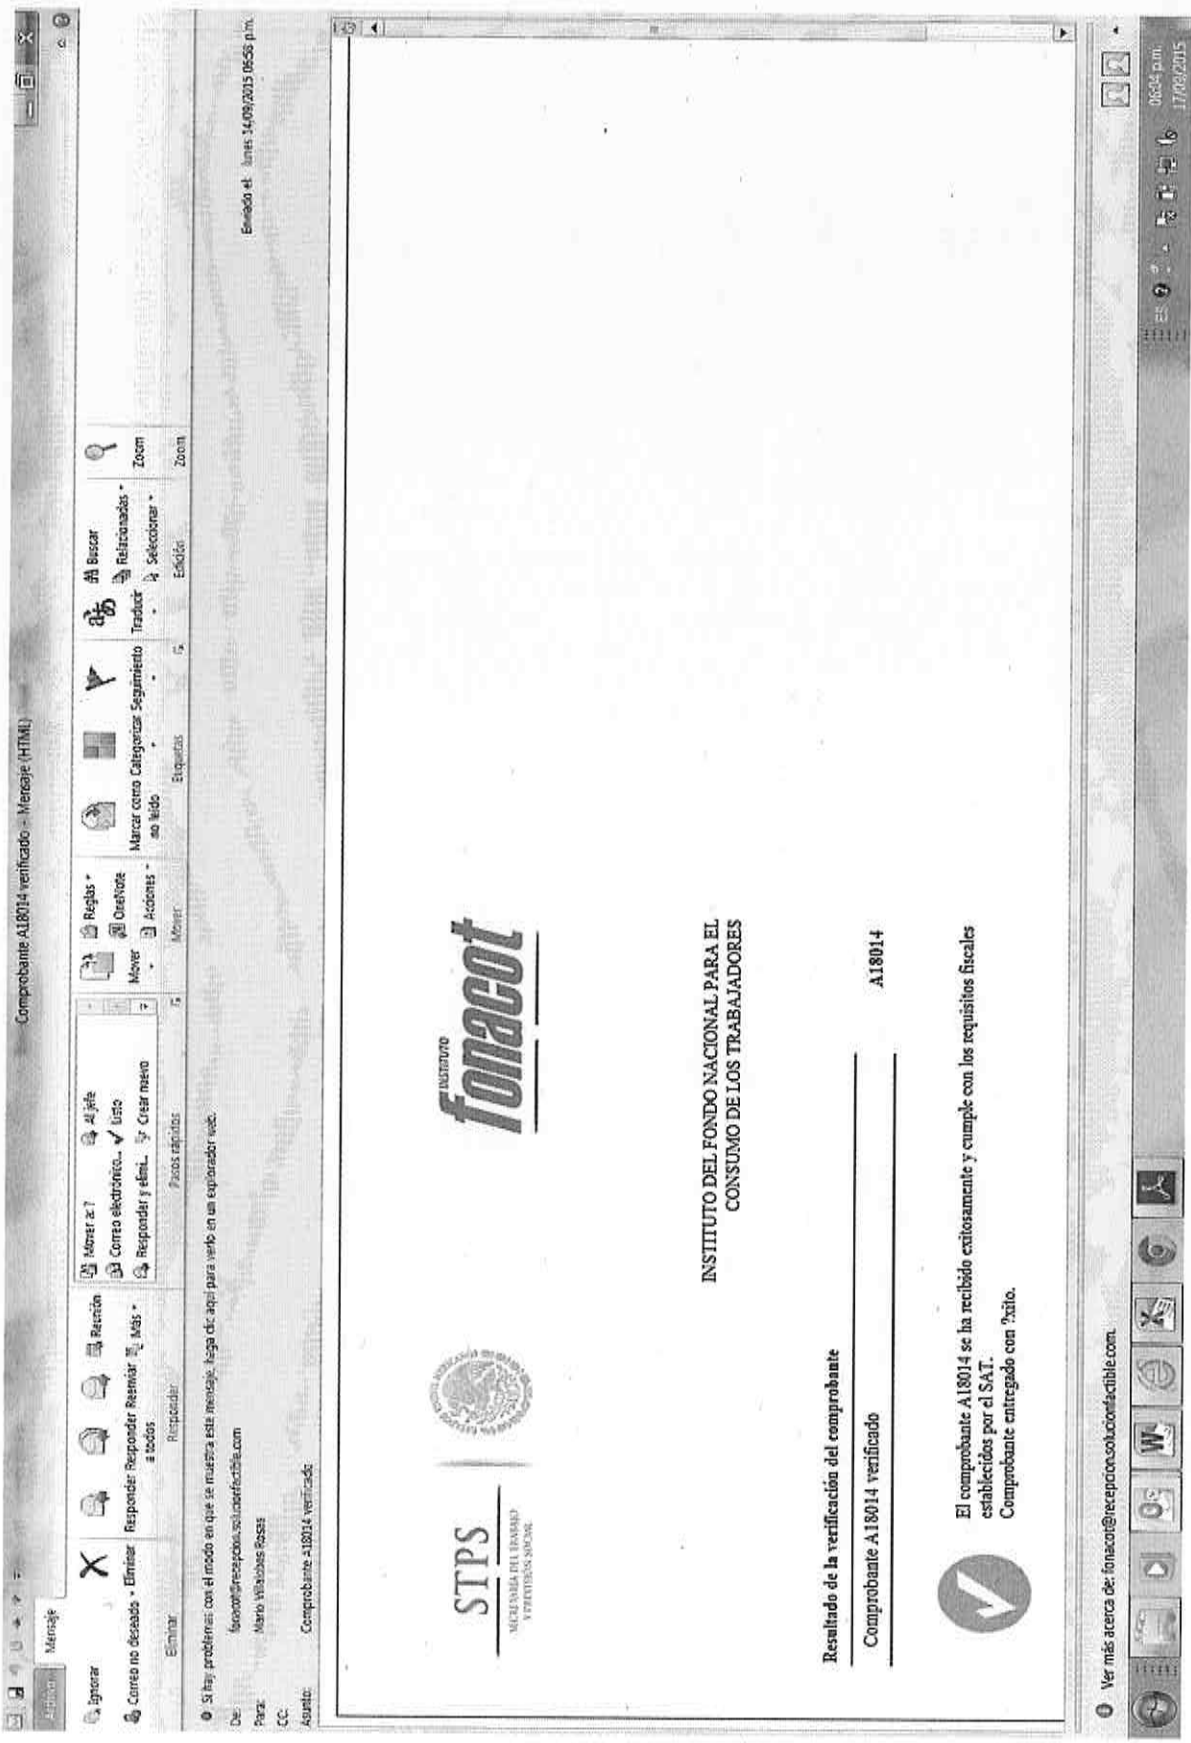 Comprobante A18014 verificado - Mensaje (HTML)
Archivo
Mensaje
Ignorar
Correo no deseado
Eliminar
Responder
Responder a todos
Reenviar
Reunión
Más
Mover a: ?
Al jefe
Correo electrónico...
Listo
Responder y elimi...
Crear nuevo
Mover
Reglas
OneNote
Acciones
Marcar como no leído
Categorizar
Seguimiento
Traducir
Buscar
Relacionadas
Seleccionar
Zoom
Eliminar
Responder
Pasos rápidos
Mover
Etiquetas
Edición
Zoom
Si hay problemas con el modo en que se muestra este mensaje, haga clic aquí para verlo en un explorador web.
De: fonacot@recepcion.solucionfactible.com
Enviado el: lunes 14/09/2015 06:58 p.m.
Para: Mario Villalobos Rosas
CC:
Asunto: Comprobante A18014 verificado
STPS
SECRETARÍA DEL TRABAJO
Y PREVISIÓN SOCIAL
INSTITUTO
fonacot
INSTITUTO DEL FONDO NACIONAL PARA EL
CONSUMO DE LOS TRABAJADORES
Resultado de la verificación del comprobante
Comprobante A18014 verificado
A18014
El comprobante A18014 se ha recibido exitosamente y cumple con los requisitos fiscales
establecidos por el SAT.
Comprobante entregado con ?xito.
Ver más acerca de: fonacot@recepcion.solucionfactible.com.
ES
06:04 p.m.
17/09/2015